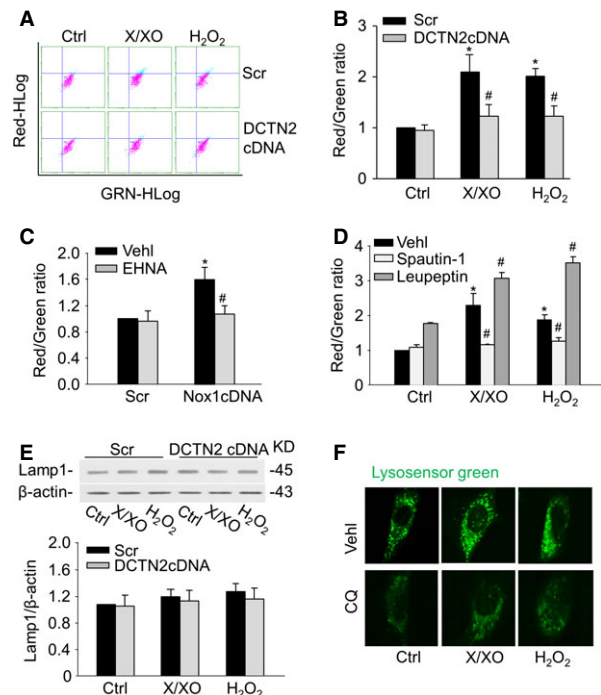 A
Ctrl X/XO H₂O₂
Red-HLog
Scr
DCTN2 cDNA
GRN-HLog
B
Scr
DCTN2cDNA
Red/Green ratio
3
2
1
0
* *
# #
Ctrl X/XO H₂O₂
C
Vehl
EHNA
Red/Green ratio
2.0
1.6
1.2
0.8
0.4
0.0
*
#
Scr Nox1cDNA
D
Vehl
Spautin-1
Leupeptin
Red/Green ratio
4
3
2
1
0
* # #
* # #
Ctrl X/XO H₂O₂
E
Scr DCTN2 cDNA KD
Lamp1- -45
β-actin- -43
Ctrl X/XO H₂O₂ Ctrl X/XO H₂O₂
Scr
DCTN2cDNA
Lamp1/β-actin
1.8
1.2
0.6
0.0
Ctrl X/XO H₂O₂
F
Lysosensor green
Vehl
CQ
Ctrl X/XO H₂O₂